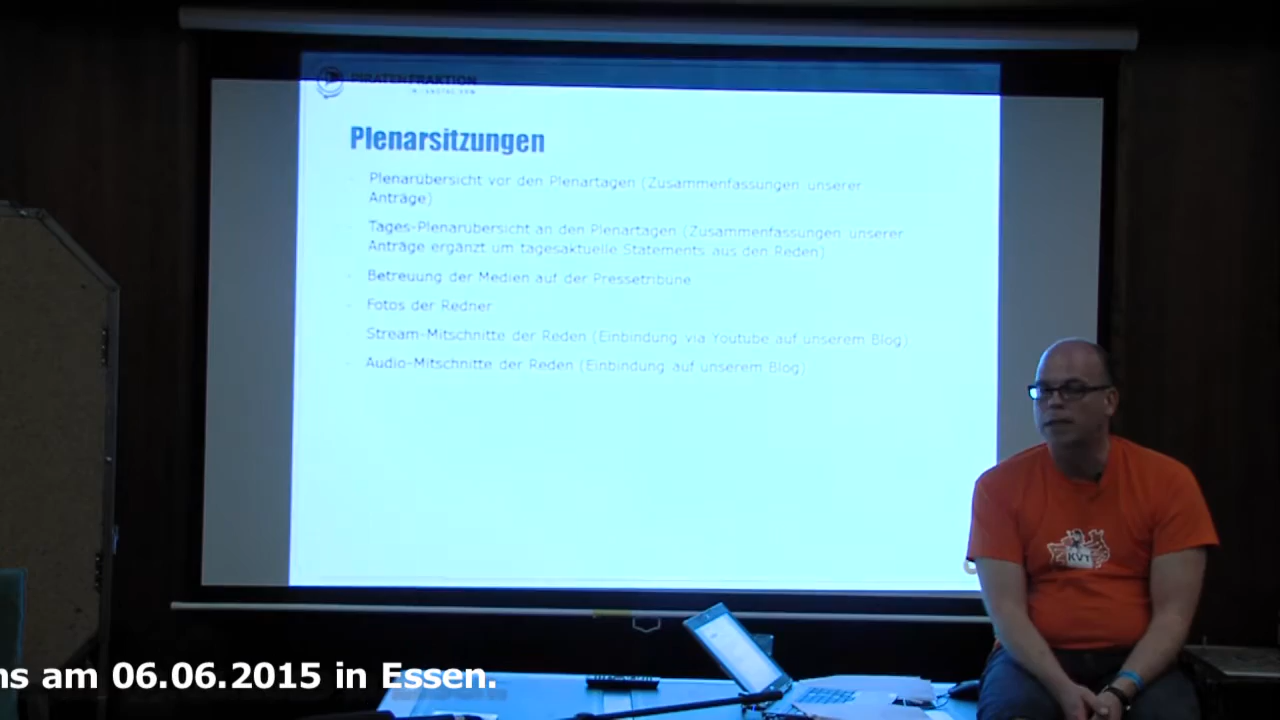 PIRATENFRAKTION
Plenarsitzungen
Plenarübersicht vor den Plenartagen (Zusammenfassungen unserer
Anträge)
Tages-Plenarübersicht an den Plenartagen (Zusammenfassungen unserer
Anträge ergänzt um tagesaktuelle Statements aus den Reden)
Betreuung der Medien auf der Pressetribüne
Fotos der Redner
Stream-Mitschnitte der Reden (Einbindung via Youtube auf unserem Blog)
Audio-Mitschnitte der Reden (Einbindung auf unserem Blog)
KVT
ns am 06.06.2015 in Essen.